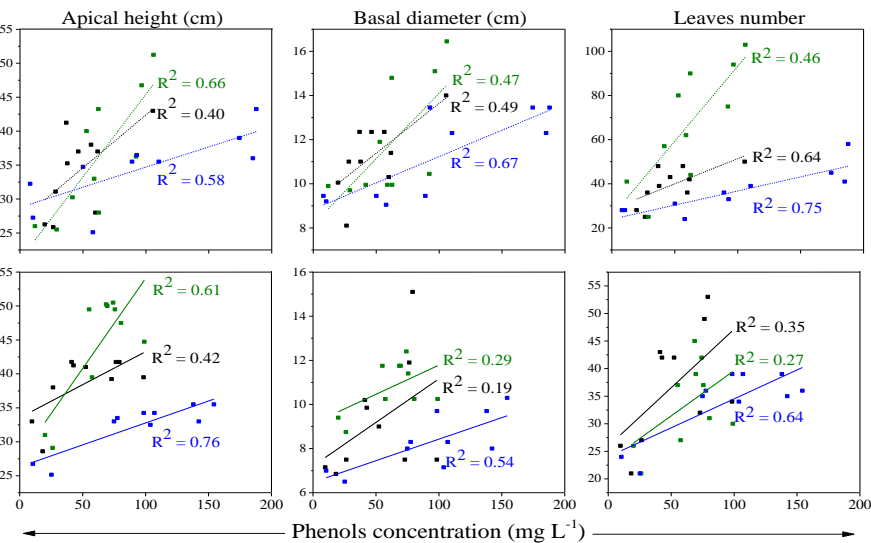 Apical height (cm) Basal diameter (cm) Leaves number
55 50 45 40 35 30 25
R2 = 0.66
R2 = 0.40
R2 = 0.58
16 14 12 10 8
R2 = 0.47
R2 = 0.49
R2 = 0.67
100 80 60 40 20
R2 = 0.46
R2 = 0.64
R2 = 0.75
55 50 45 40 35 30 25
R2 = 0.61
R2 = 0.42
R2 = 0.76
0 50 100 150 200
16 14 12 10 8 6
R2 = 0.29
R2 = 0.19
R2 = 0.54
0 50 100 150 200
55 50 45 40 35 30 25 20
R2 = 0.35
R2 = 0.27
R2 = 0.64
0 50 100 150 200
Phenols concentration (mg L-1)